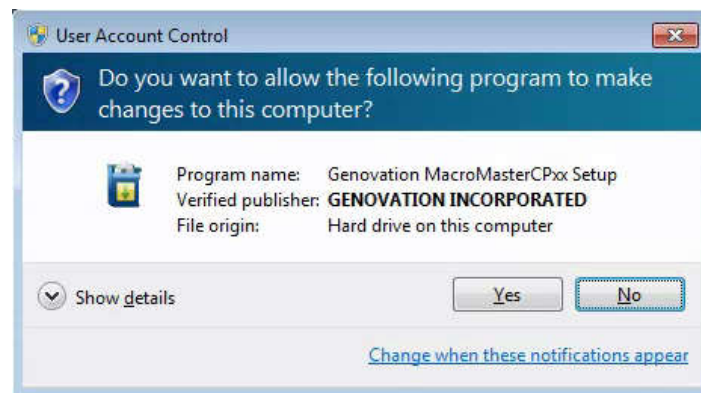 User Account Control
Do you want to allow the following program to make
changes to this computer?
Program name: Genovation MacroMasterCPxx Setup
Verified publisher: GENOVATION INCORPORATED
File origin: Hard drive on this computer
Show details
Yes
No
Change when these notifications appear